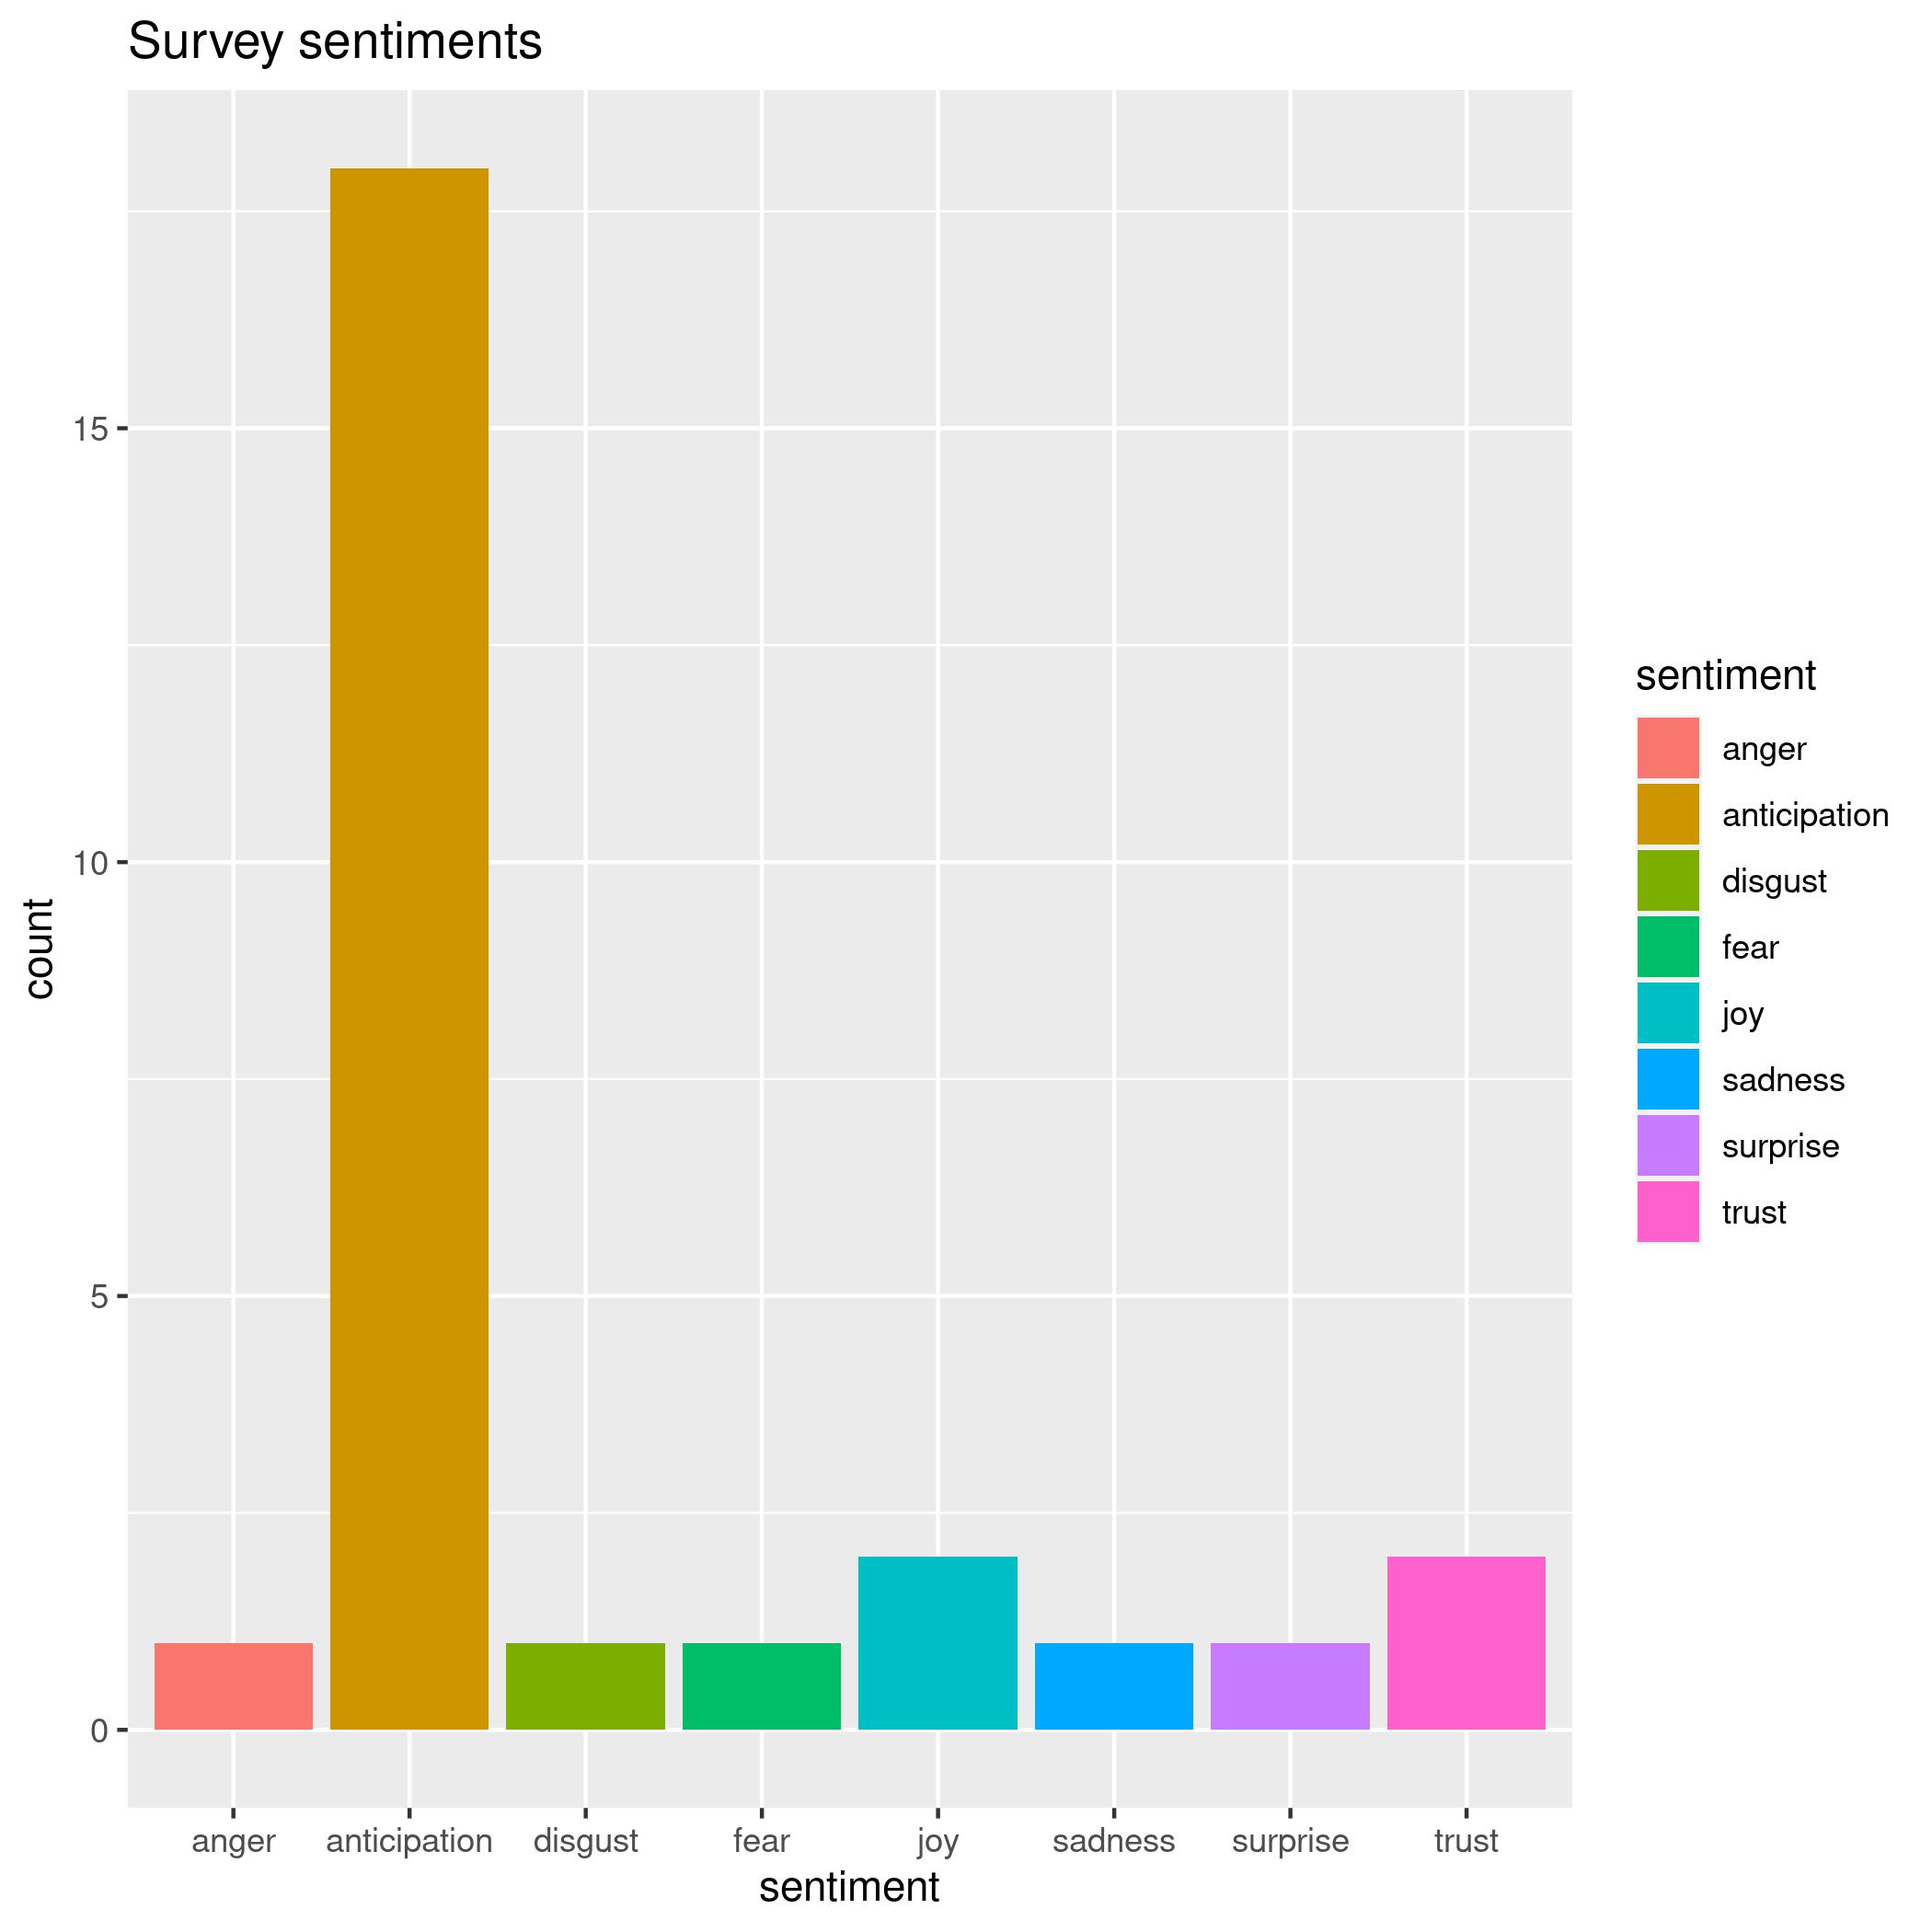 Survey sentiments
count
15
10
5
0
anger
anticipation
disgust
fear
joy
sadness
surprise
trust
sentiment
sentiment
anger
anticipation
disgust
fear
joy
sadness
surprise
trust